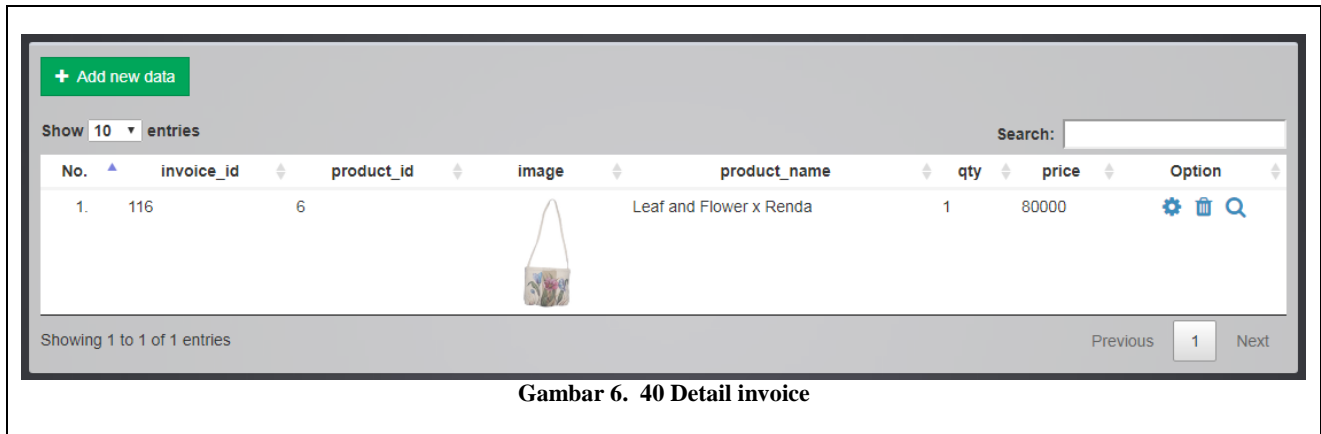 + Add new data
Show 10 entries Search:
No. invoice_id product_id image product_name qty price Option
1. 116 6 Leaf and Flower x Renda 1 80000
Showing 1 to 1 of 1 entries Previous 1 Next
Gambar 6. 40 Detail invoice